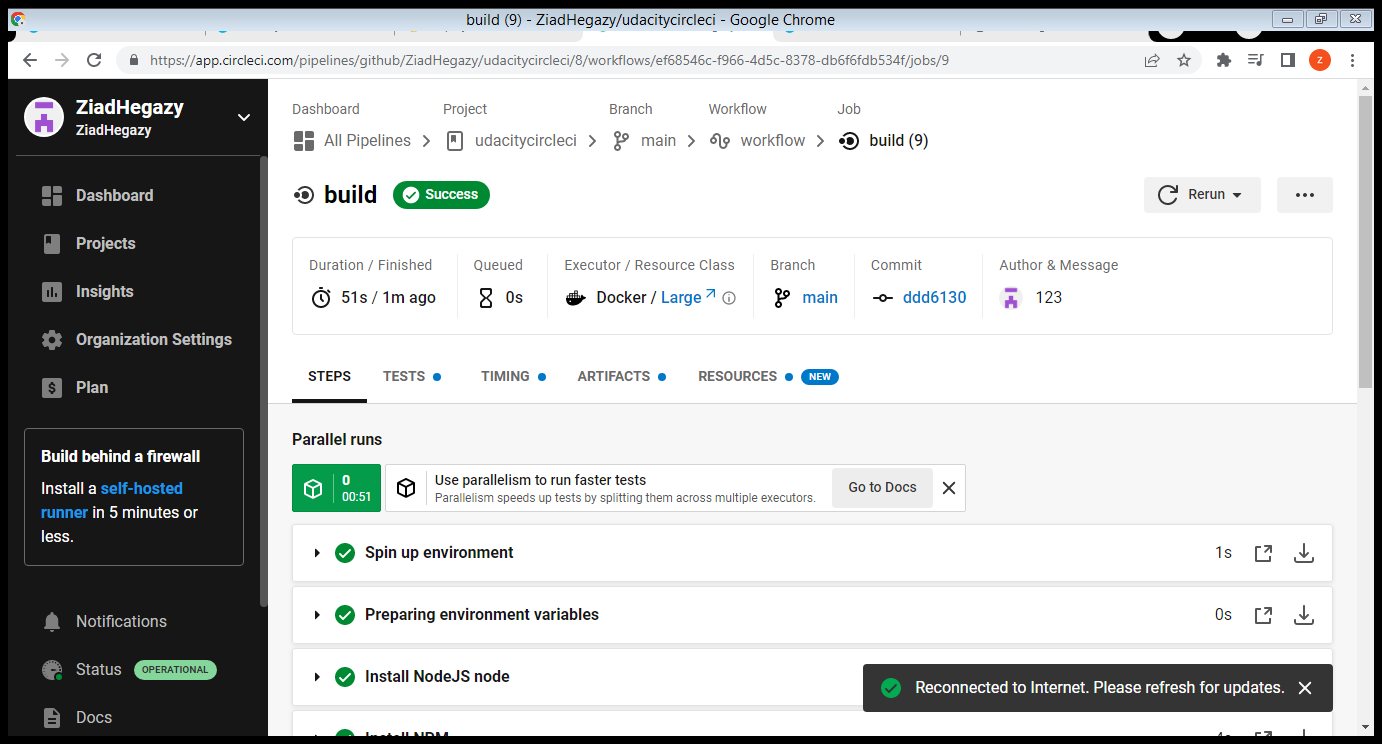 build (9) - ZiadHegazy/udacitycircleci - Google Chrome
https://app.circleci.com/pipelines/github/ZiadHegazy/udacitycircleci/8/workflows/ef68546c-f966-4d5c-8378-db6f6fdb534f/jobs/9
z
ZiadHegazy
ZiadHegazy
Dashboard
Projects
Insights
Organization Settings
Plan
Build behind a firewall
Install a self-hosted
runner in 5 minutes or
less.
Notifications
Status OPERATIONAL
Docs
Dashboard Project Branch Workflow Job
All Pipelines udacitycircleci main workflow build (9)
build Success
Rerun
Duration / Finished Queued Executor / Resource Class Branch Commit Author & Message
51s / 1m ago 0s Docker / Large main ddd6130 123
STEPS TESTS TIMING ARTIFACTS RESOURCES NEW
Parallel runs
0
00:51
Use parallelism to run faster tests
Parallelism speeds up tests by splitting them across multiple executors.
Go to Docs
Spin up environment 1s
Preparing environment variables 0s
Install NodeJS node
Reconnected to Internet. Please refresh for updates.
Install NPM 4s